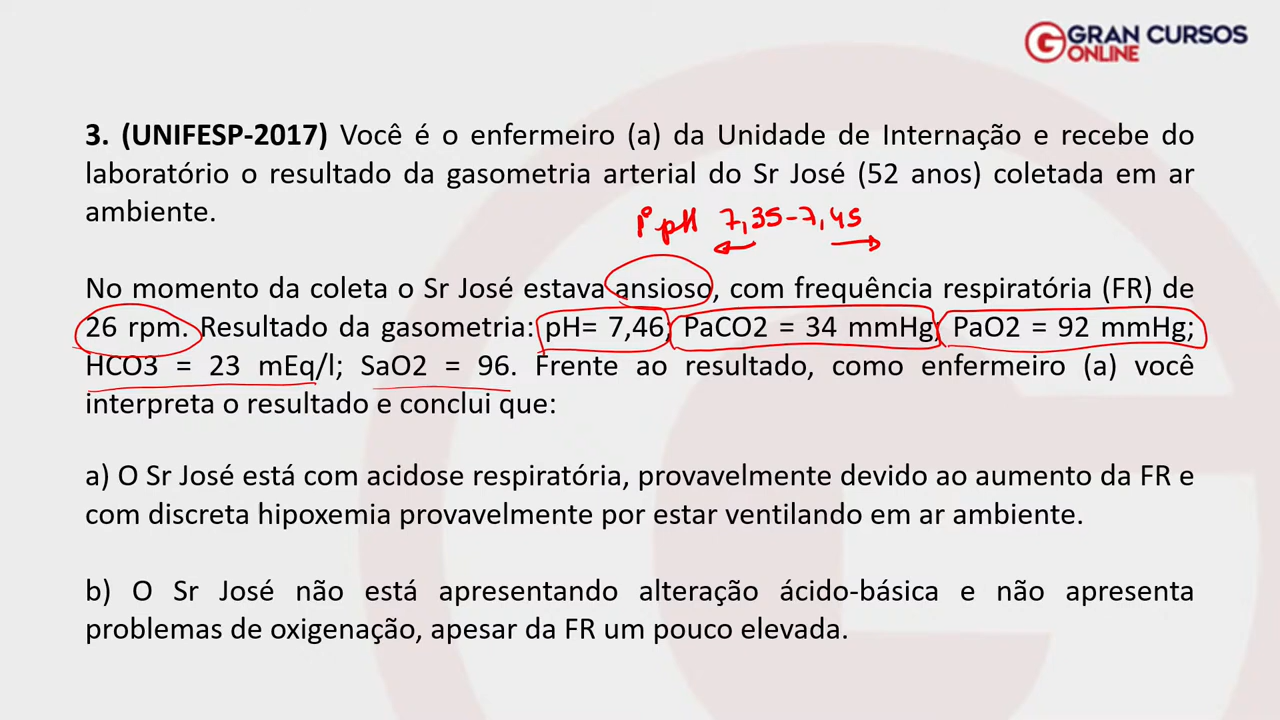 GRAN CURSOS
ONLINE
3. (UNIFESP-2017) Você é o enfermeiro (a) da Unidade de Internação e recebe do
laboratório o resultado da gasometria arterial do Sr José (52 anos) coletada em ar
ambiente.
1º pH 7,35-7,45
No momento da coleta o Sr José estava ansioso, com frequência respiratória (FR) de
26 rpm. Resultado da gasometria: pH= 7,46; PaCO2 = 34 mmHg; PaO2 = 92 mmHg;
HCO3 = 23 mEq/l; SaO2 = 96. Frente ao resultado, como enfermeiro (a) você
interpreta o resultado e conclui que:
a) O Sr José está com acidose respiratória, provavelmente devido ao aumento da FR e
com discreta hipoxemia provavelmente por estar ventilando em ar ambiente.
b) O Sr José não está apresentando alteração ácido-básica e não apresenta
problemas de oxigenação, apesar da FR um pouco elevada.